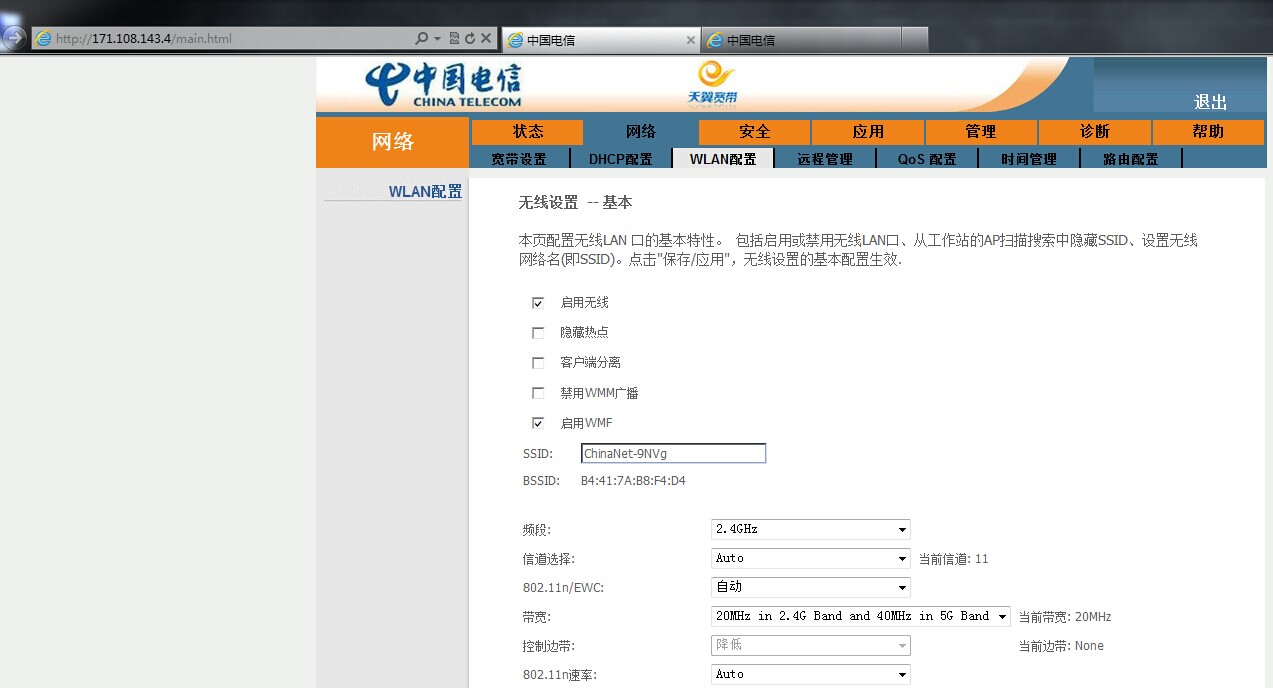 http://171.108.143.4/main.html
中国电信
中国电信
中国电信
CHINA TELECOM
天翼宽带
退出
网络
状态 网络 安全 应用 管理 诊断 帮助
宽带设置 DHCP配置 WLAN配置 远程管理 QoS 配置 时间管理 路由配置
WLAN配置
无线设置 -- 基本
本页配置无线LAN 口的基本特性。 包括启用或禁用无线LAN口、从工作站的AP扫描搜索中隐藏SSID、设置无线
网络名(即SSID)。点击"保存/应用"，无线设置的基本配置生效.
启用无线
隐藏热点
客户端分离
禁用WMM广播
启用WMF
SSID: ChinaNet-9NVg
BSSID: B4:41:7A:B8:F4:D4
频段: 2.4GHz
信道选择: Auto 当前信道: 11
802.11n/EWC: 自动
带宽: 20MHz in 2.4G Band and 40MHz in 5G Band 当前带宽: 20MHz
控制边带: 降低 当前边带: None
802.11n速率: Auto